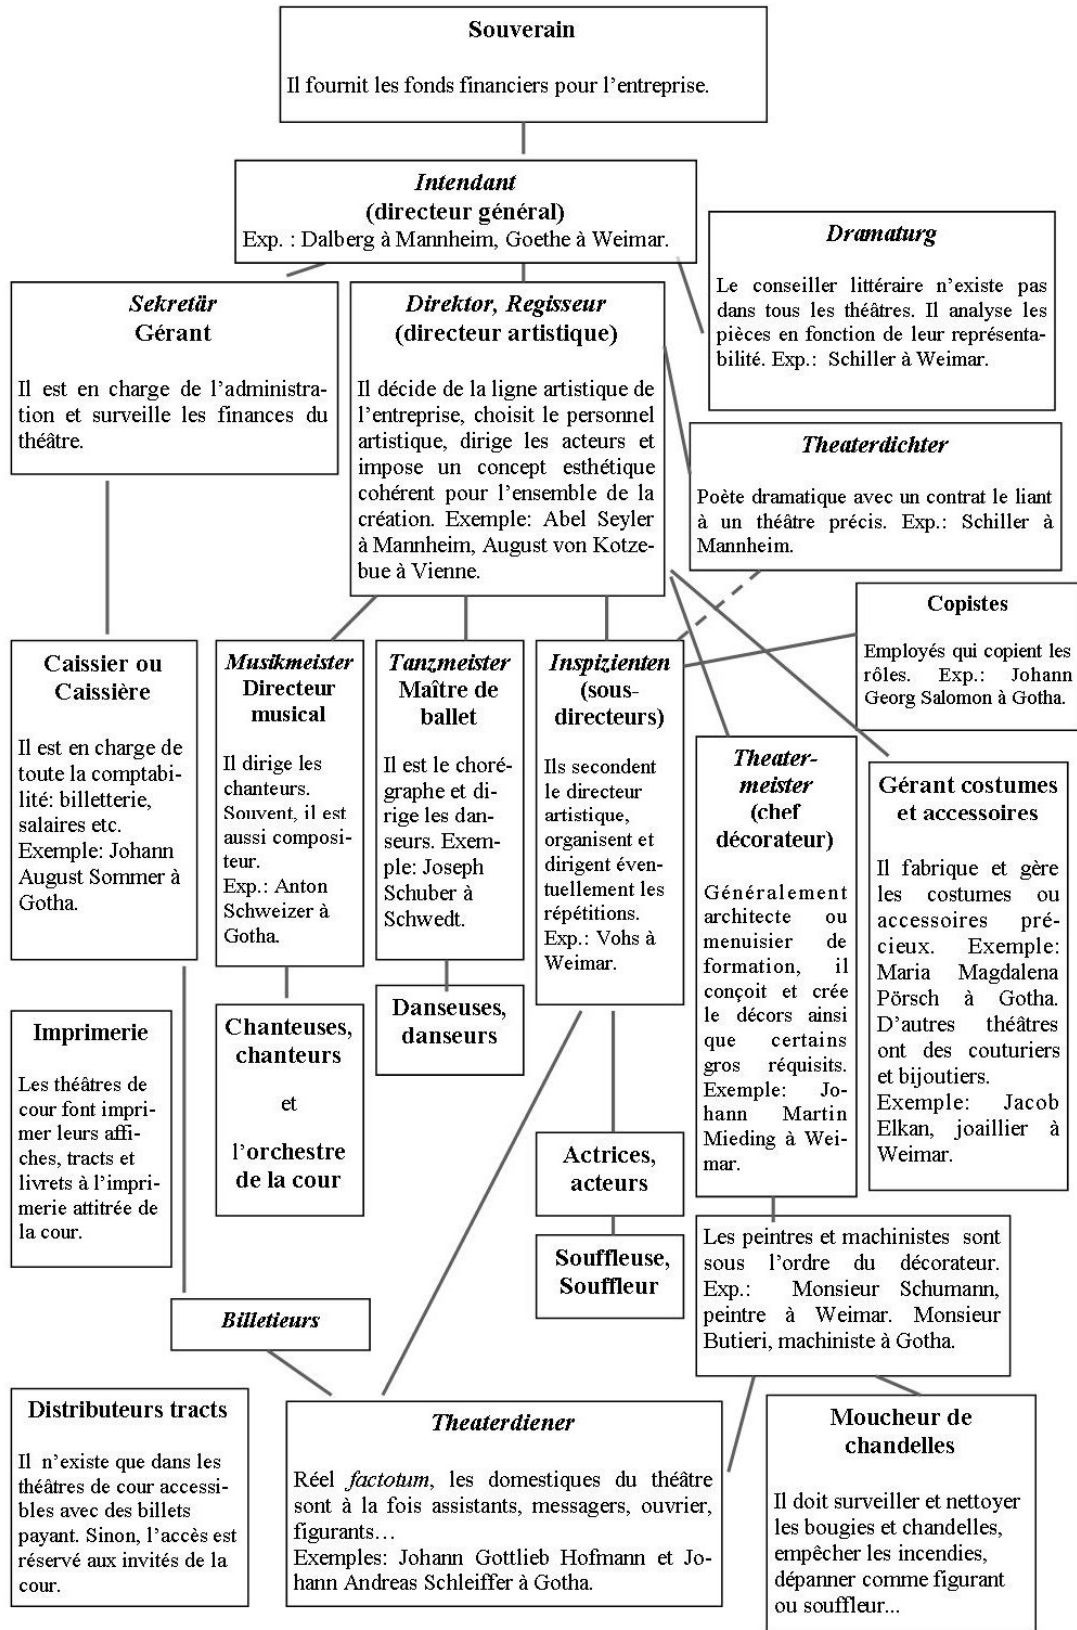 Souverain
Il fournit les fonds financiers pour l’entreprise.
Intendant
(directeur général)
Exp. : Dalberg à Mannheim, Goethe à Weimar.
Dramaturg
Le conseiller littéraire n’existe pas
dans tous les théâtres. Il analyse les
pièces en fonction de leur représenta-
bilité. Exp.: Schiller à Weimar.
Sekretär
Gérant
Il est en charge de l’administra-
tion et surveille les finances du
théâtre.
Direktor, Regisseur
(directeur artistique)
Il décide de la ligne artistique de
l’entreprise, choisit le personnel
artistique, dirige les acteurs et
impose un concept esthétique
cohérent pour l’ensemble de la
création. Exemple: Abel Seyler
à Mannheim, August von Kotze-
bue à Vienne.
Theaterdichter
Poète dramatique avec un contrat le liant
à un théâtre précis. Exp.: Schiller à
Mannheim.
Copistes
Employés qui copient les
rôles. Exp.: Johann
Georg Salomon à Gotha.
Caissier ou
Caissière
Il est en charge de
toute la comptabi-
lité: billetterie,
salaires etc.
Exemple: Johann
August Sommer à
Gotha.
Musikmeister
Directeur
musical
Il dirige les
chanteurs.
Souvent, il est
aussi composi-
teur.
Exp.: Anton
Schweizer à
Gotha.
Tanzmeister
Maître de
ballet
Il est le choré-
graphe et di-
rige les dan-
seurs. Exem-
ple: Joseph
Schuber à
Schwedt.
Inspizienten
(sous-
directeurs)
Ils secondent
le directeur
artistique,
organisent et
dirigent éven-
tuellement les
répétitions.
Exp.: Vohs à
Weimar.
Theater-
meister
(chef
décorateur)
Généralement
architecte ou
menuisier de
formation, il
conçoit et crée
le décors ainsi
que certains
gros réquisits.
Exemple: Jo-
hann Martin
Mieding à Wei-
mar.
Gérant costumes
et accessoires
Il fabrique et gère
les costumes ou
accessoires pré-
cieux. Exemple:
Maria Magdalena
Pörsch à Gotha.
D’autres théâtres
ont des couturiers
et bijoutiers.
Exemple: Jacob
Elkan, joaillier à
Weimar.
Imprimerie
Les théâtres de
cour font impri-
mer leurs affi-
ches, tracts et
livrets à l’impri-
merie attitrée de
la cour.
Chanteuses,
chanteurs
et
l’orchestre
de la cour
Danseuses,
danseurs
Actrices,
acteurs
Souffleuse,
Souffleur
Les peintres et machinistes sont
sous l’ordre du décorateur.
Exp.: Monsieur Schumann,
peintre à Weimar. Monsieur
Butieri, machiniste à Gotha.
Billetieurs
Distributeurs tracts
Il n’existe que dans les
théâtres de cour accessi-
bles avec des billets
payant. Sinon, l’accès est
réservé aux invités de la
cour.
Theaterdiener
Réel factotum, les domestiques du théâtre
sont à la fois assistants, messagers, ouvrier,
figurants…
Exemples: Johann Gottlieb Hofmann et Jo-
hann Andreas Schleiffer à Gotha.
Moucheur de
chandelles
Il doit surveiller et nettoyer
les bougies et chandelles,
empêcher les incendies,
dépanner comme figurant
ou souffleur...